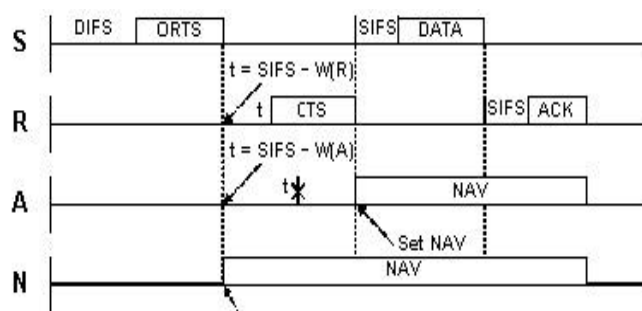 S DIFS ORTS SIFS DATA
t = SIFS - W(R)
R t CTS SIFS ACK
t = SIFS - W(A)
A t NAV
Set NAV
N NAV